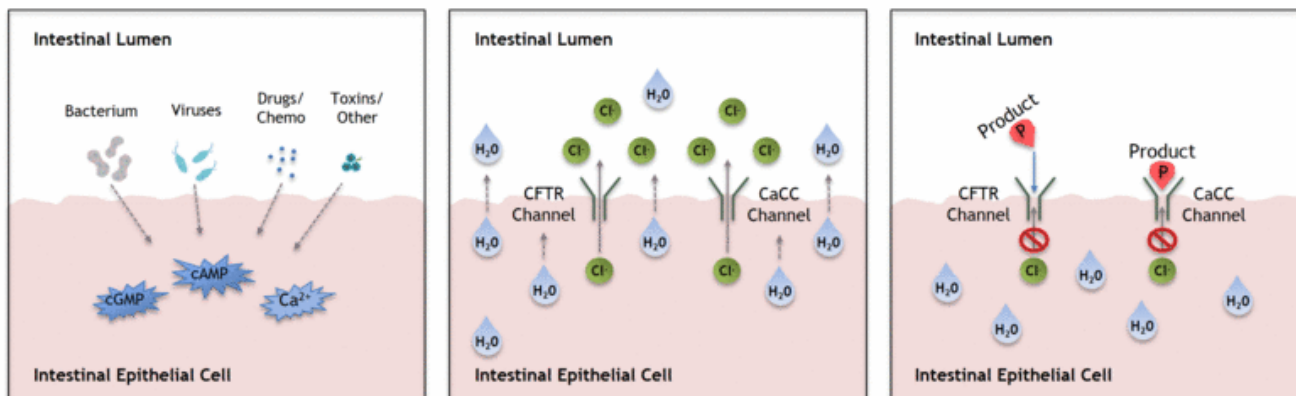 Intestinal Lumen
Bacterium
Viruses
Drugs/
Chemo
Toxins/
Other
cGMP
cAMP
Ca²⁺
Intestinal Epithelial Cell
Intestinal Lumen
H₂O
Cl⁻
Cl⁻
H₂O
Cl⁻
Cl⁻
Cl⁻
Cl⁻
H₂O
CFTR
Channel
CaCC
Channel
H₂O
H₂O
H₂O
H₂O
Cl⁻
Cl⁻
H₂O
H₂O
Intestinal Epithelial Cell
Intestinal Lumen
Product
P
Product
P
CFTR
Channel
CaCC
Channel
Cl⁻
Cl⁻
H₂O
H₂O
H₂O
H₂O
H₂O
Intestinal Epithelial Cell